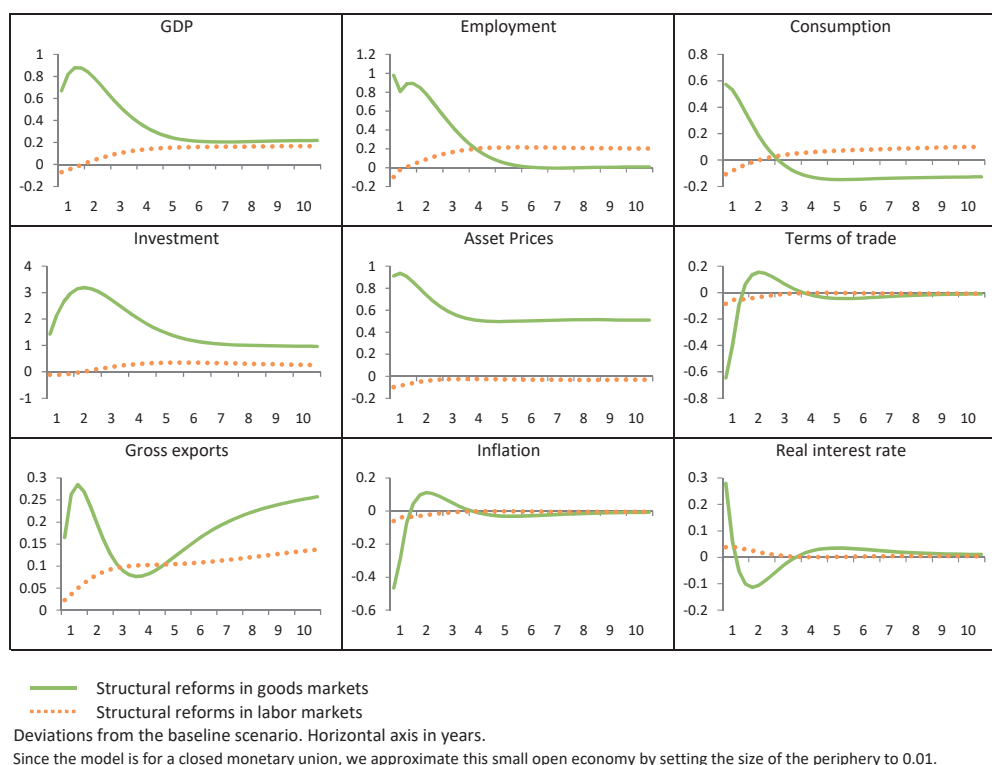 GDP
1
0.8
0.6
0.4
0.2
0
-0.2
1 2 3 4 5 6 7 8 9 10
Employment
1.2
1
0.8
0.6
0.4
0.2
0
-0.2
1 2 3 4 5 6 7 8 9 10
Consumption
0.8
0.6
0.4
0.2
0
-0.2
1 2 3 4 5 6 7 8 9 10
Investment
4
3
2
1
0
-1
1 2 3 4 5 6 7 8 9 10
Asset Prices
1
0.8
0.6
0.4
0.2
0
-0.2
1 2 3 4 5 6 7 8 9 10
Terms of trade
0.2
0
-0.2
-0.4
-0.6
-0.8
1 2 3 4 5 6 7 8 9 10
Gross exports
0.3
0.25
0.2
0.15
0.1
0.05
0
1 2 3 4 5 6 7 8 9 10
Inflation
0.2
0
-0.2
-0.4
-0.6
1 2 3 4 5 6 7 8 9 10
Real interest rate
0.3
0.2
0.1
0
-0.1
-0.2
1 2 3 4 5 6 7 8 9 10
Structural reforms in goods markets
Structural reforms in labor markets
Deviations from the baseline scenario. Horizontal axis in years.
Since the model is for a closed monetary union, we approximate this small open economy by setting the size of the periphery to 0.01.